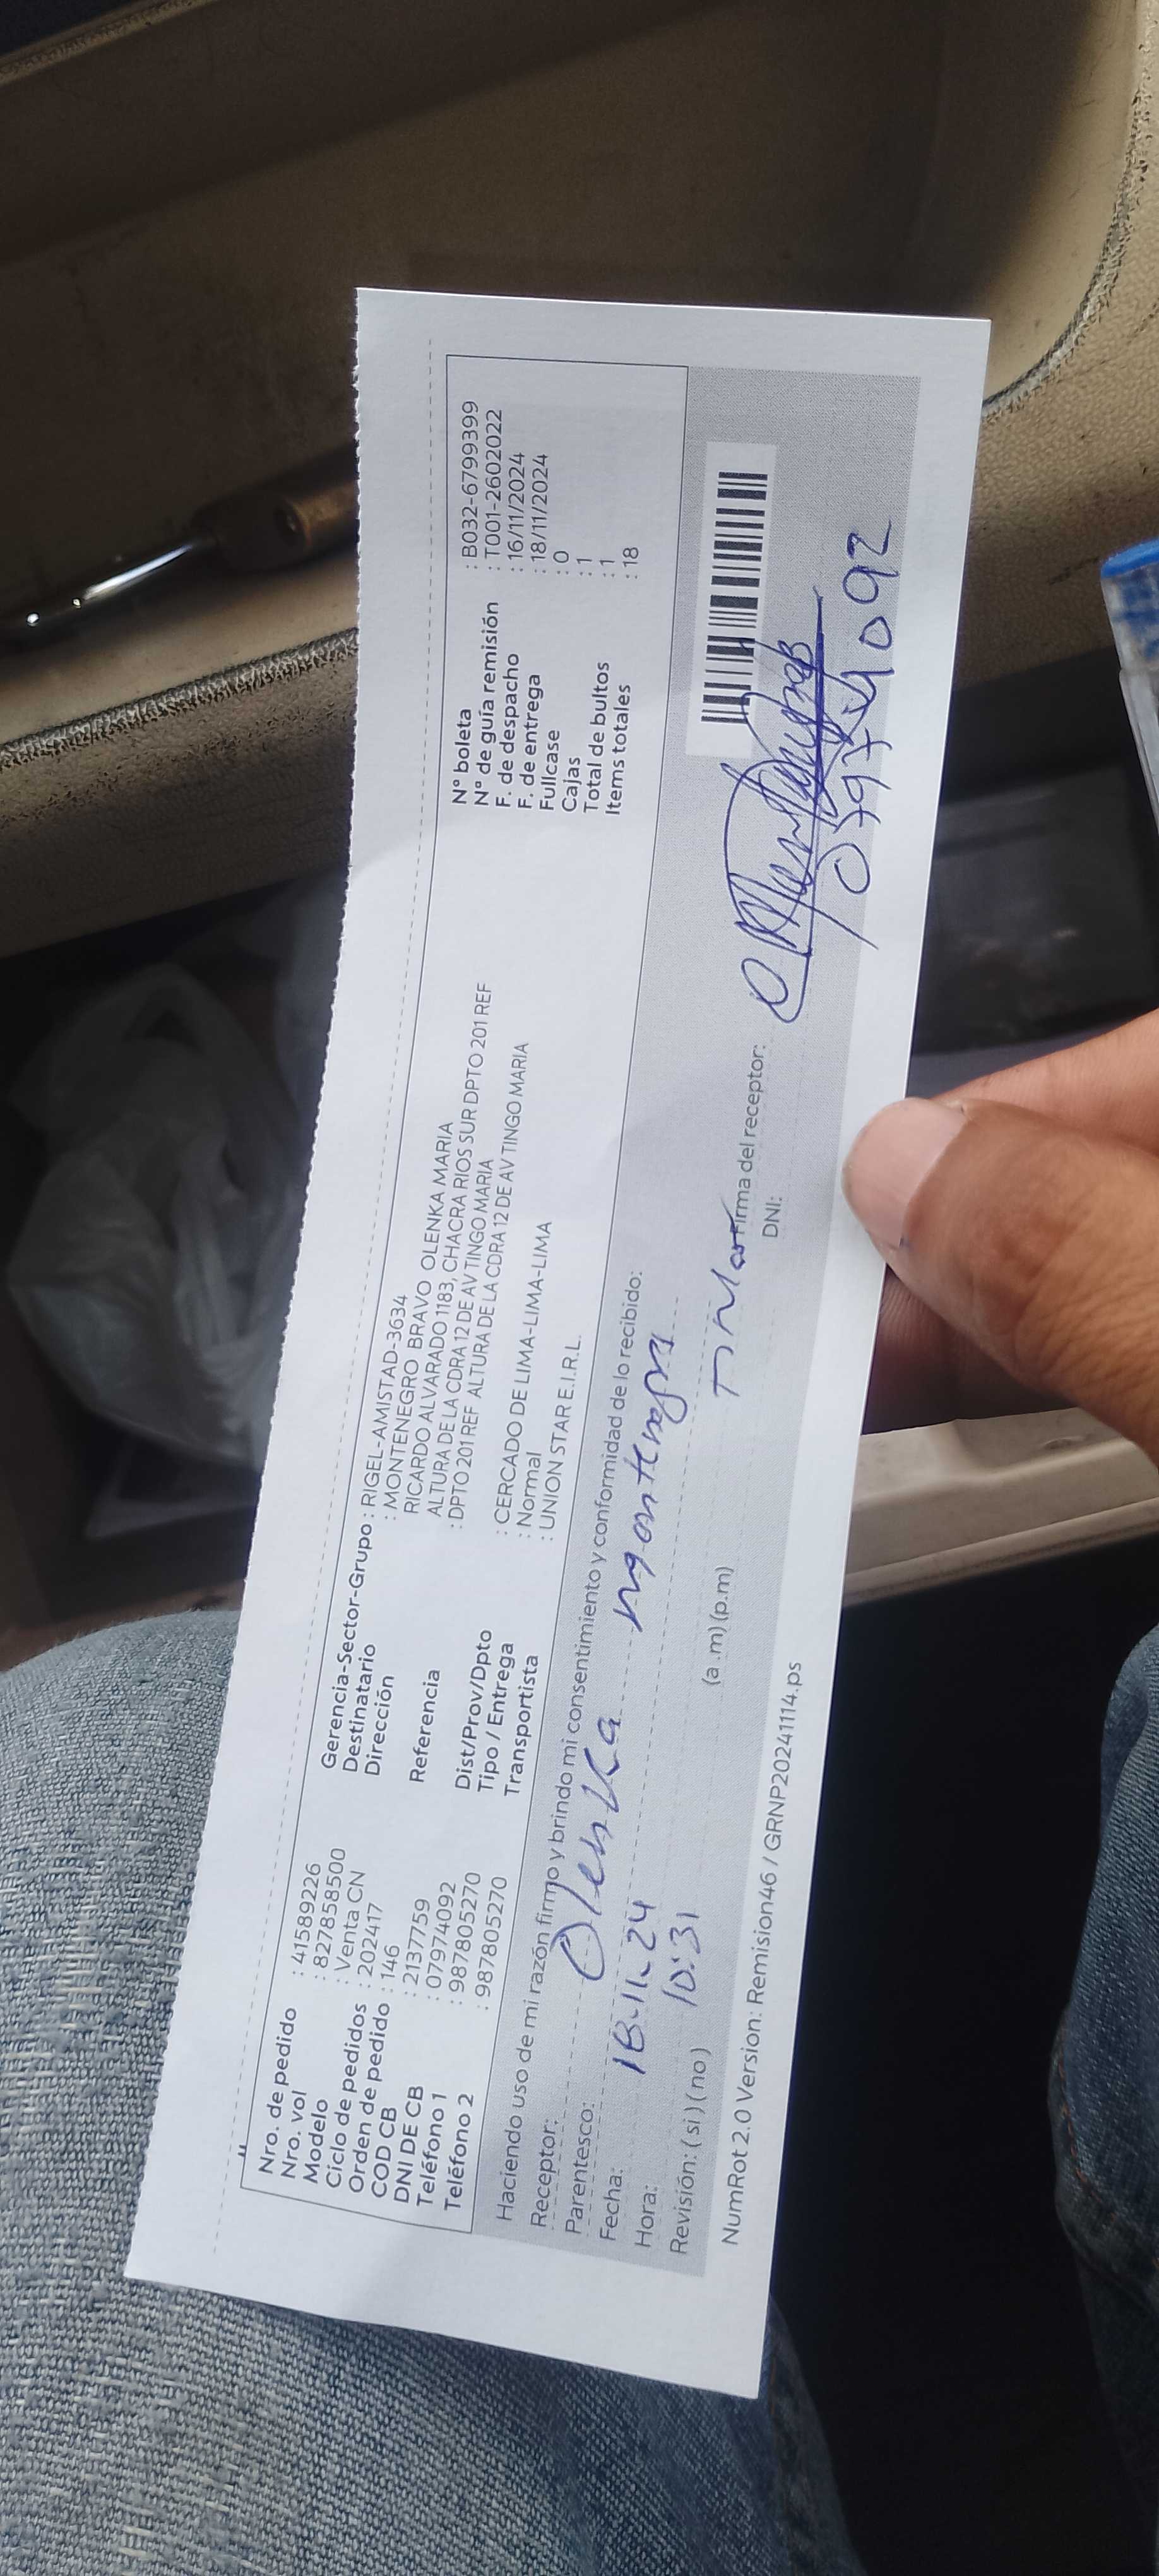 Nro. de pedido : 41589226
Nro. vol : 827858500
Modelo : Venta CN
Ciclo de pedidos : 202417
Orden de pedido : 146
COD CB : 2137759
DNI DE CB : 07974092
Teléfono 1 : 987805270
Teléfono 2 : 987805270
Gerencia-Sector-Grupo : RIGEL-AMISTAD-3634
Destinatario : MONTENEGRO BRAVO OLENKA MARIA
Dirección RICARDO ALVARADO 1183, CHACRA RIOS SUR DPTO 201 REF
ALTURA DE LA CDRA 12 DE AV TINGO MARIA
Referencia : DPTO 201 REF ALTURA DE LA CDRA 12 DE AV TINGO MARIA
Dist/Prov/Dpto : CERCADO DE LIMA-LIMA-LIMA
Tipo / Entrega : Normal
Transportista : UNION STAR E.I.R.L.
N° boleta : B032-6799399
N° de guía remisión : T001-2602022
F. de despacho : 16/11/2024
F. de entrega : 18/11/2024
Fullcase : 0
Cajas : 1
Total de bultos : 1
Items totales : 18
Haciendo uso de mi razón firmo y brindo mi consentimiento y conformidad de lo recibido:
Receptor: Olenka Montenegro
Parentesco:
Fecha: 18-11-24
Hora: 10:31 (a.m) (p.m)
Revisión: (si) (no)
Firma del receptor:
DNI: 07974092
NumRot 2.0 Version: Remision46 / GRNP20241114.ps